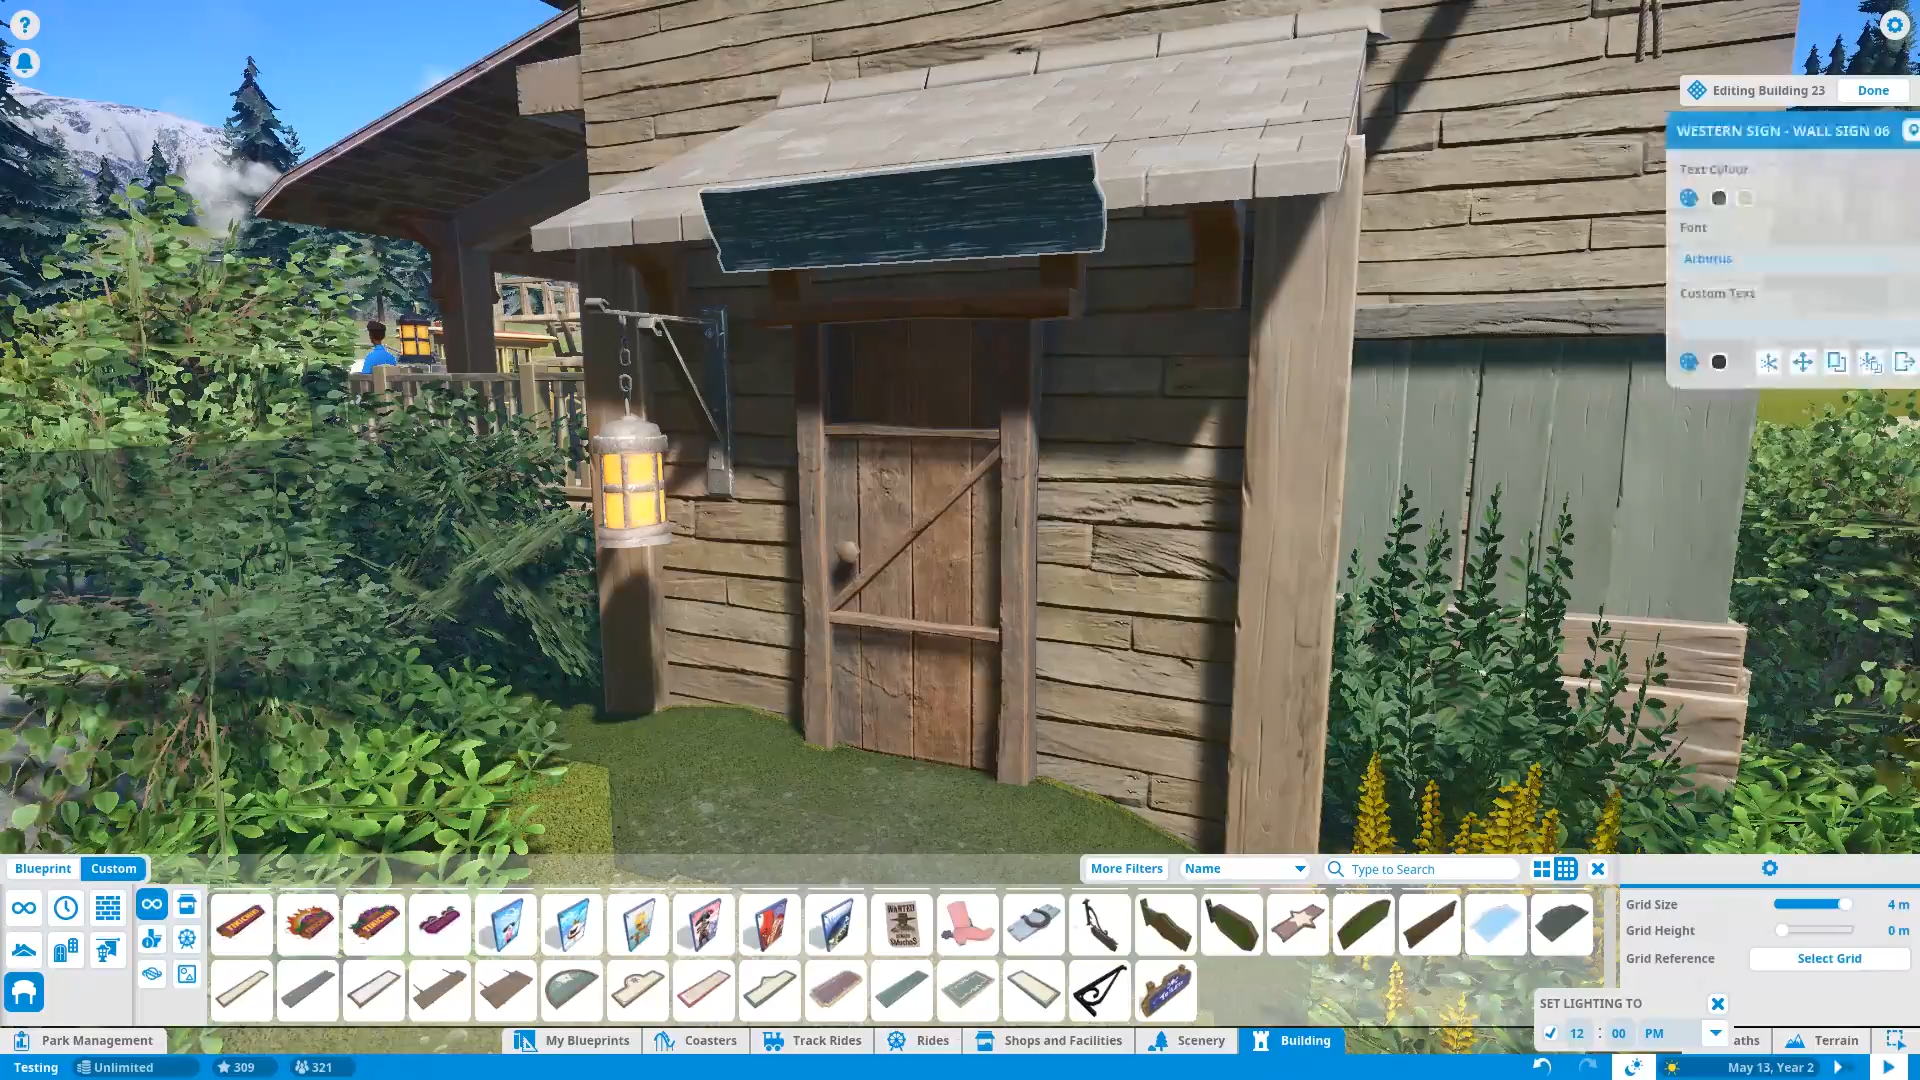 Editing Building 23 Done
WESTERN SIGN - WALL SIGN 06
Text Colour
Font
Arburus
Custom Text
Blueprint Custom
More Filters Name Type to Search
WANTED
Grid Size 4 m
Grid Height 0 m
Grid Reference Select Grid
SET LIGHTING TO
12 : 00 PM
Park Management My Blueprints Coasters Track Rides Rides Shops and Facilities Scenery Building aths Terrain
Testing Unlimited 309 321 May 13, Year 2